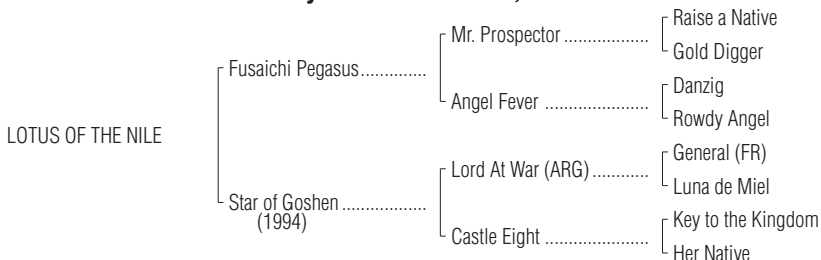 Raise a Native
Mr. Prospector ...................
Gold Digger
Fusaichi Pegasus..............
Danzig
Angel Fever .......................
Rowdy Angel
LOTUS OF THE NILE
General (FR)
Lord At War (ARG) ............
Luna de Miel
Star of Goshen ..................
(1994)
Key to the Kingdom
Castle Eight .......................
Her Native